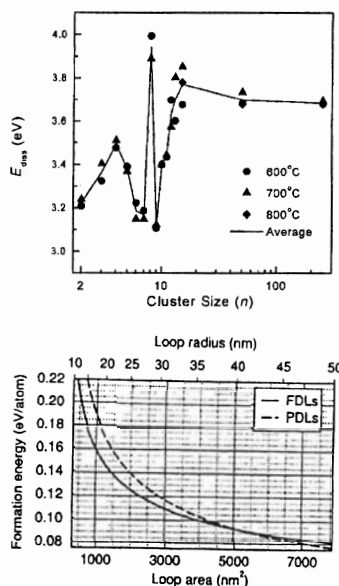 4.0
3.8
3.6
3.4
3.2
3.0
E_diss (eV)
600°C
700°C
800°C
Average
2
10
100
Cluster Size (n)
Loop radius (nm)
10
20
25
30
35
40
45
50
0.22
0.20
0.18
0.16
0.14
0.12
0.10
0.08
Formation energy (eV/atom)
FDLs
PDLs
1000
3000
5000
7000
Loop area (nm²)